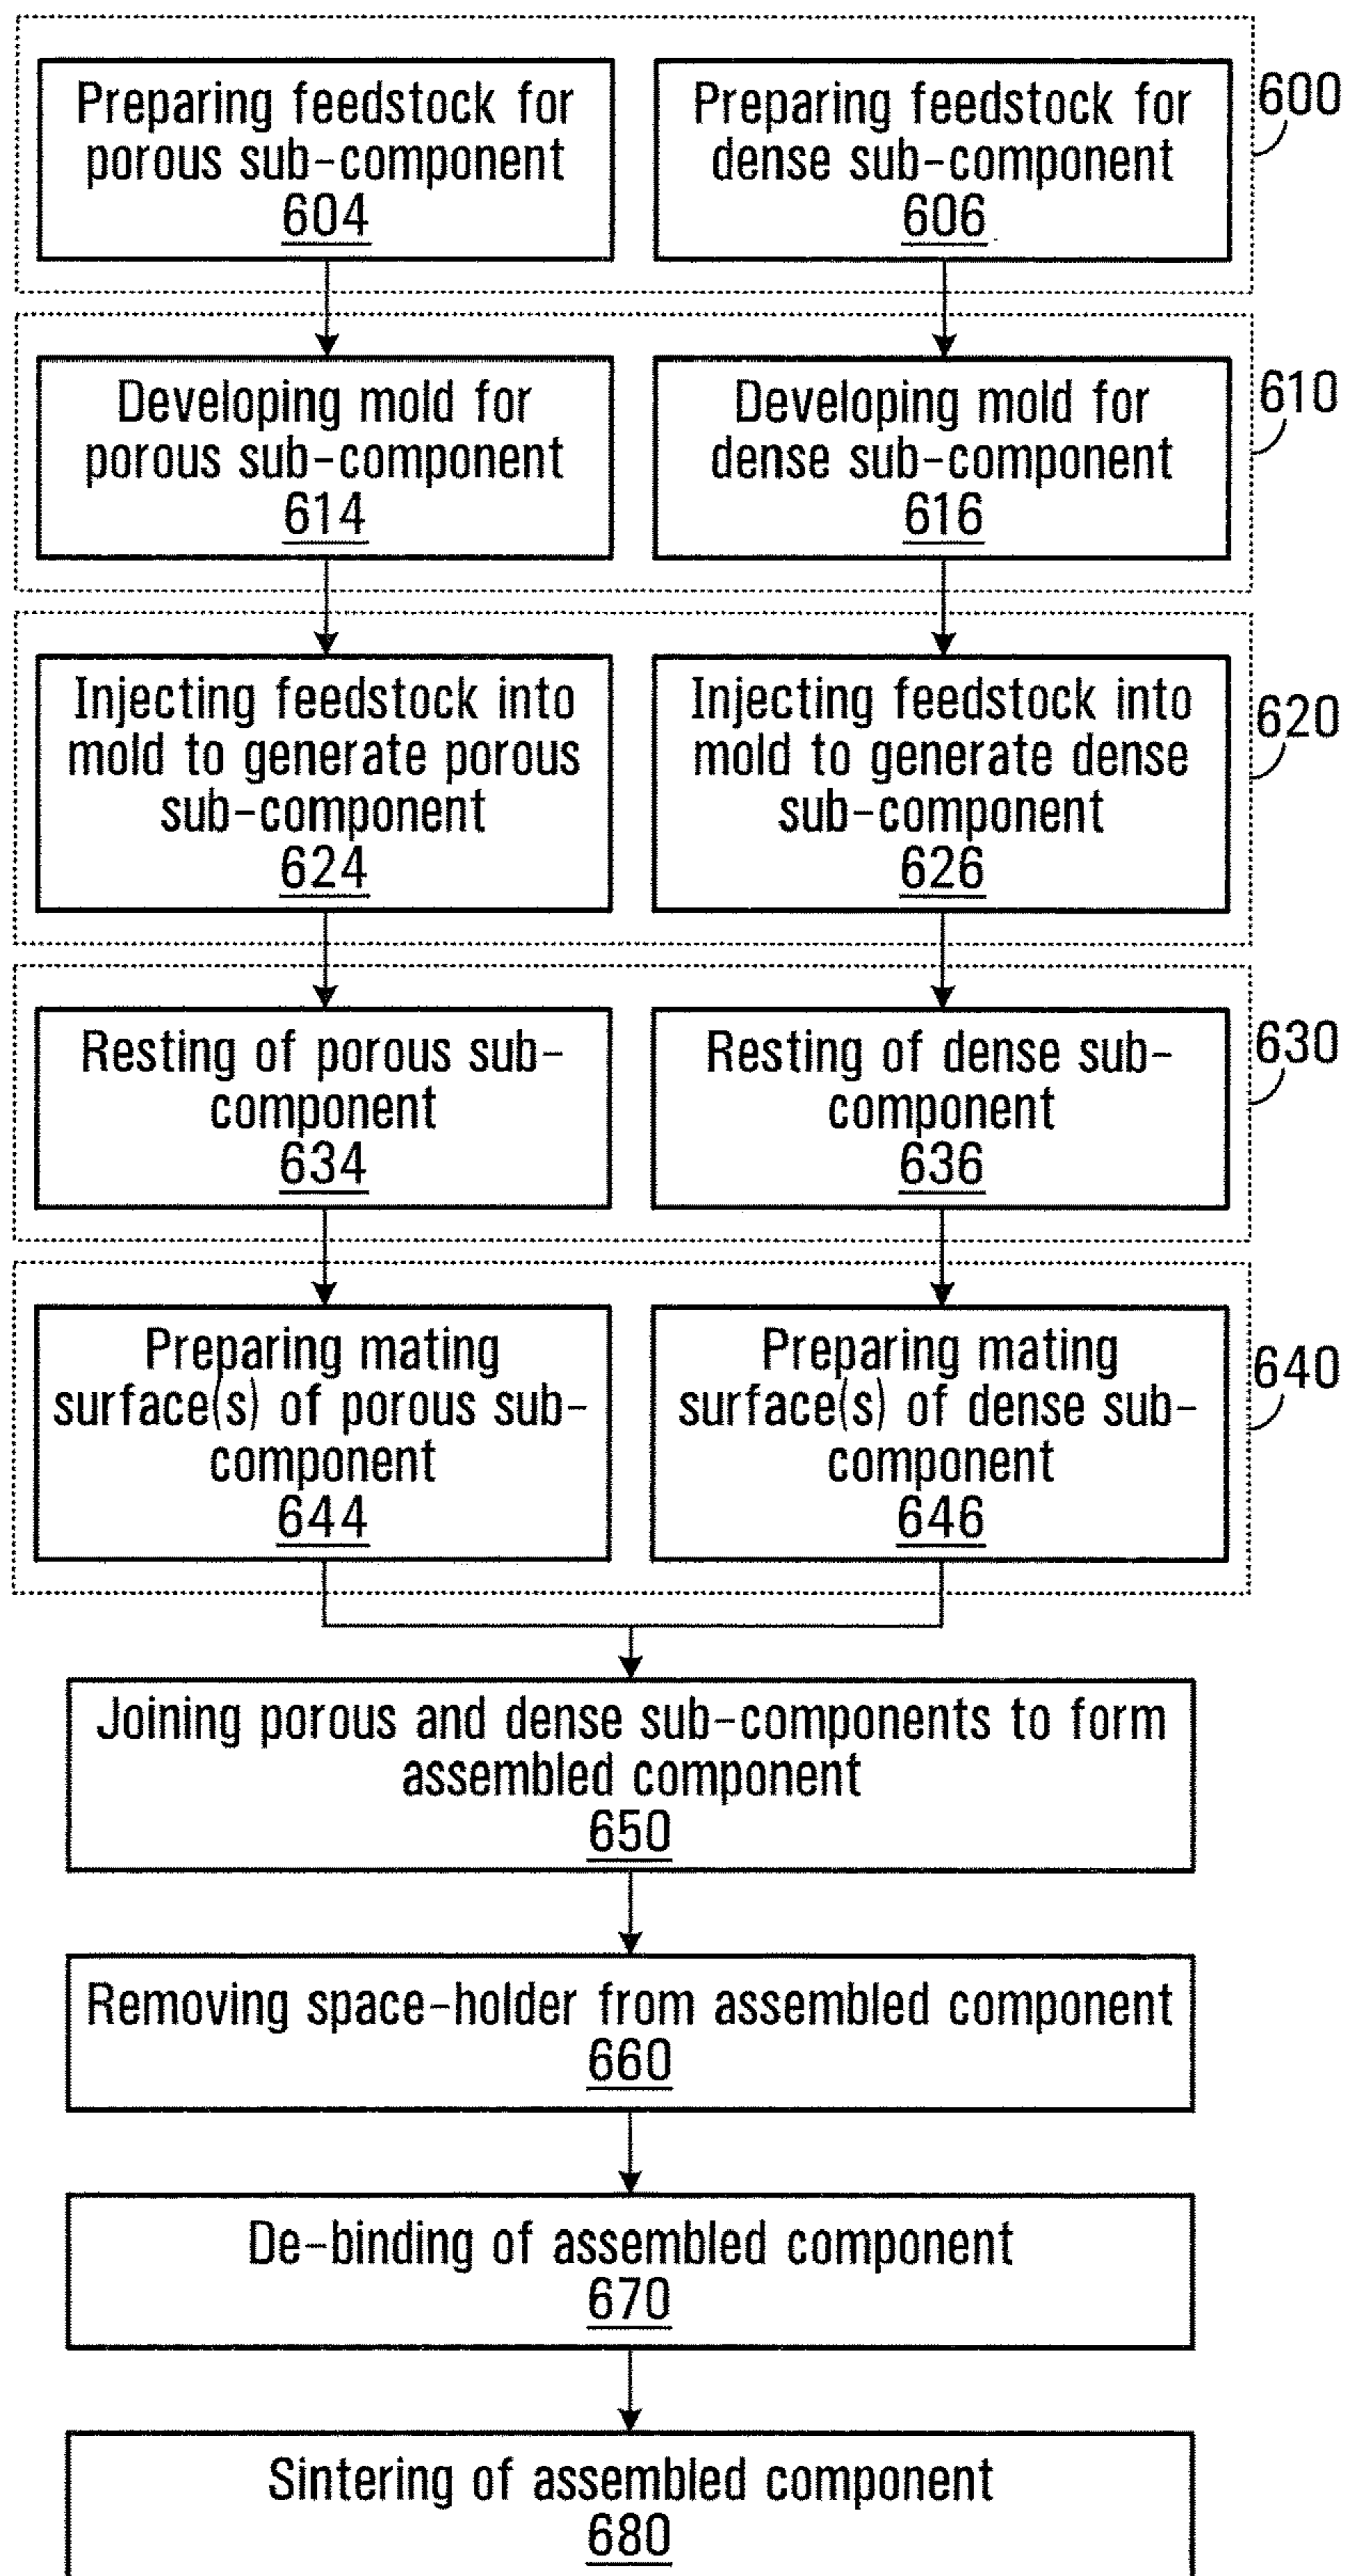 Preparing feedstock for
porous sub-component
604
Preparing feedstock for
dense sub-component
606
600
Developing mold for
porous sub-component
614
Developing mold for
dense sub-component
616
610
Injecting feedstock into
mold to generate porous
sub-component
624
Injecting feedstock into
mold to generate dense
sub-component
626
620
Resting of porous sub-
component
634
Resting of dense sub-
component
636
630
Preparing mating
surface(s) of porous sub-
component
644
Preparing mating
surface(s) of dense sub-
component
646
640
Joining porous and dense sub-components to form
assembled component
650
Removing space-holder from assembled component
660
De-binding of assembled component
670
Sintering of assembled component
680